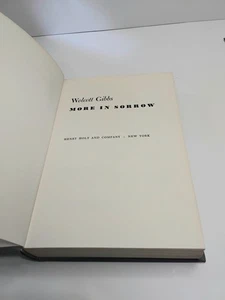 Wolcott Gibbs
MORE IN SORROW
HENRY HOLT AND COMPANY · NEW YORK